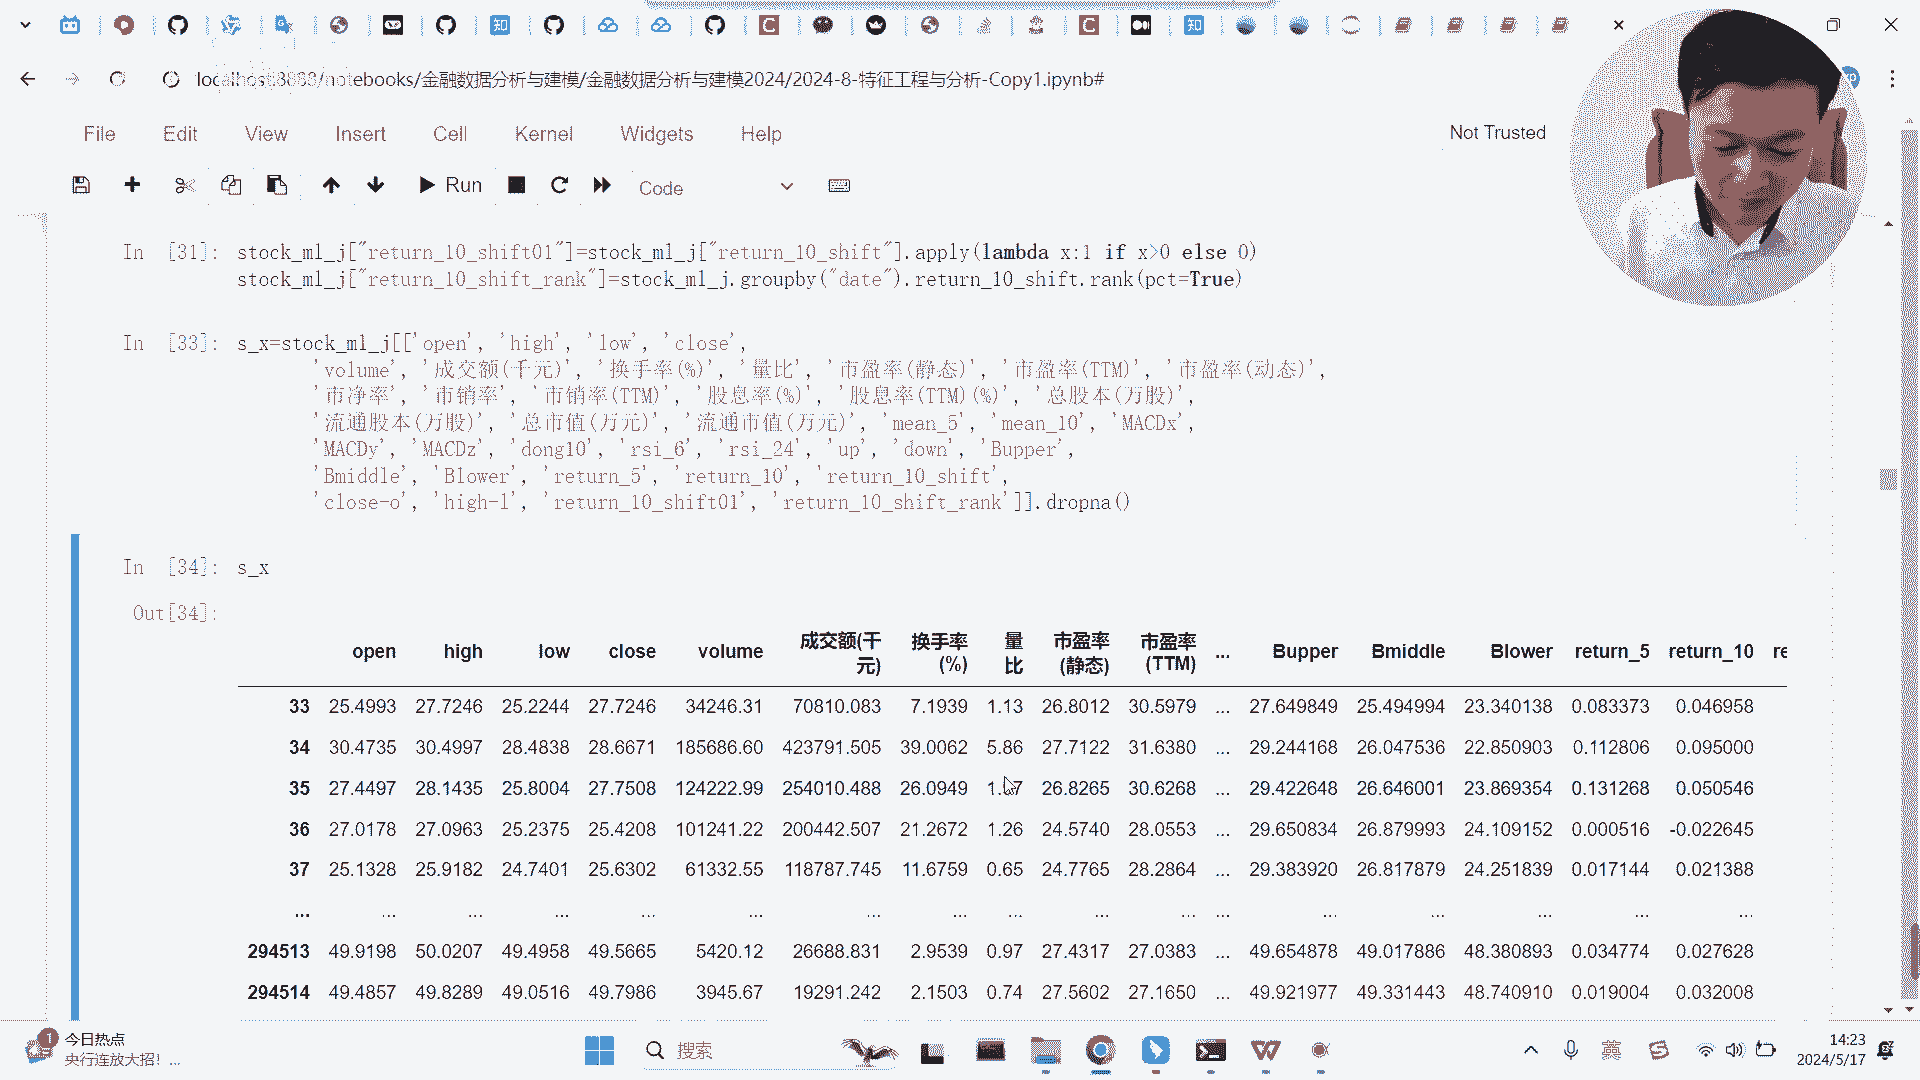 localhost:8888/notebooks/金融数据分析与建模/金融数据分析与建模2024/2024-8-特征工程与分析-Copy1.ipynb#
File Edit View Insert Cell Kernel Widgets Help
Not Trusted
Run
Code
In [31]: stock_ml_j["return_10_shift01"]=stock_ml_j["return_10_shift"].apply(lambda x:1 if x>0 else 0)
stock_ml_j["return_10_shift_rank"]=stock_ml_j.groupby("date").return_10_shift.rank(pct=True)
In [33]: s_x=stock_ml_j[['open', 'high', 'low', 'close',
'volume', '成交额(千元)', '换手率(%)', '量比', '市盈率(静态)', '市盈率(TTM)', '市盈率(动态)',
'市净率', '市销率', '市销率(TTM)', '股息率(%)', '股息率(TTM)(%)', '总股本(万股)',
'流通股本(万股)', '总市值(万元)', '流通市值(万元)', 'mean_5', 'mean_10', 'MACDx',
'MACDy', 'MACDz', 'dong10', 'rsi_6', 'rsi_24', 'up', 'down', 'Bupper',
'Bmiddle', 'Blower', 'return_5', 'return_10', 'return_10_shift',
'close-o', 'high-l', 'return_10_shift01', 'return_10_shift_rank']].dropna()
In [34]: s_x
Out[34]:
open high low close volume 成交额(千元) 换手率(%) 量比 市盈率(静态) 市盈率(TTM) ... Bupper Bmiddle Blower return_5 return_10 re
33 25.4993 27.7246 25.2244 27.7246 34246.31 70810.083 7.1939 1.13 26.8012 30.5979 ... 27.649849 25.494994 23.340138 0.083373 0.046958
34 30.4735 30.4997 28.4838 28.6671 185686.60 423791.505 39.0062 5.86 27.7122 31.6380 ... 29.244168 26.047536 22.850903 0.112806 0.095000
35 27.4497 28.1435 25.8004 27.7508 124222.99 254010.488 26.0949 26.8265 30.6268 ... 29.422648 26.646001 23.869354 0.131268 0.050546
36 27.0178 27.0963 25.2375 25.4208 101241.22 200442.507 21.2672 1.26 24.5740 28.0553 ... 29.650834 26.879993 24.109152 0.000516 -0.022645
37 25.1328 25.9182 24.7401 25.6302 61332.55 118787.745 11.6759 0.65 24.7765 28.2864 ... 29.383920 26.817879 24.251839 0.017144 0.021388
... ... ... ... ... ... ... ... ... ... ... ... ... ... ... ... ...
294513 49.9198 50.0207 49.4958 49.5665 5420.12 26688.831 2.9539 0.97 27.4317 27.0383 ... 49.654878 49.017886 48.380893 0.034774 0.027628
294514 49.4857 49.8289 49.0516 49.7986 3945.67 19291.242 2.1503 0.74 27.5602 27.1650 ... 49.921977 49.331443 48.740910 0.019004 0.032008
1
今日热点
央行连放大招! ...
搜索
英
14:23
2024/5/17